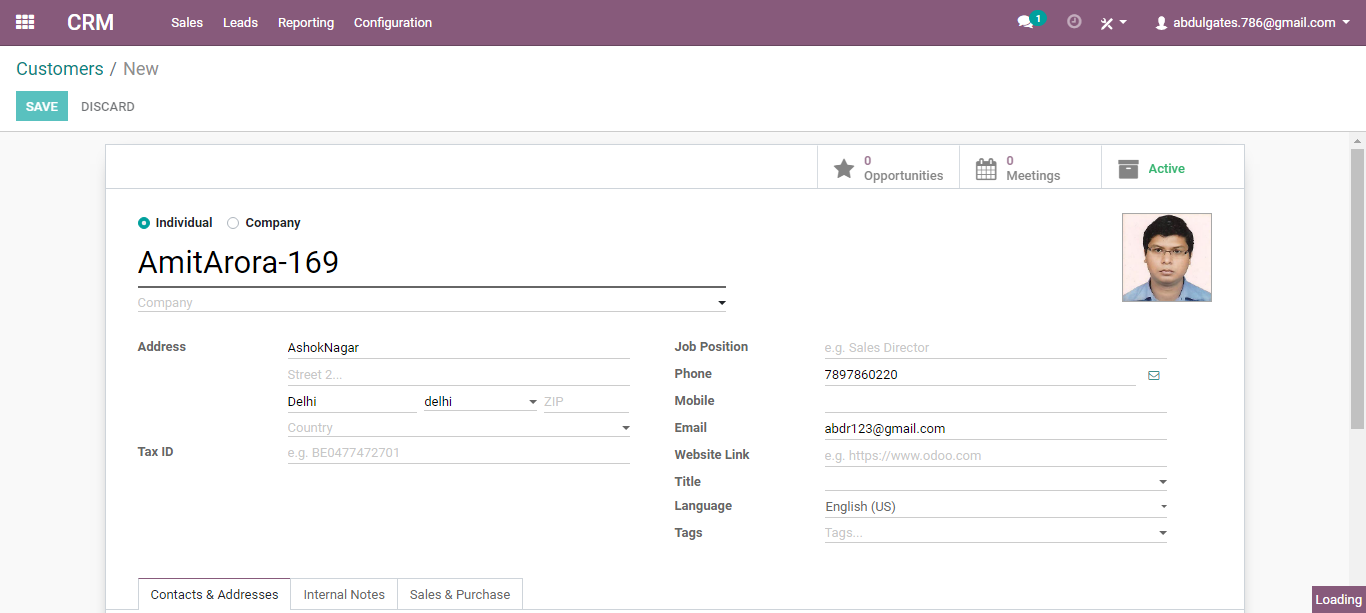 CRM Sales Leads Reporting Configuration 1 abdulgates.786@gmail.com
Customers / New
SAVE DISCARD
0 Opportunities 0 Meetings Active
Individual Company
AmitArora-169
Company
Address AshokNagar Job Position e.g. Sales Director
Street 2... Phone 7897860220
Delhi delhi ZIP Mobile
Country Email abdr123@gmail.com
Tax ID e.g. BE0477472701 Website Link e.g. https://www.odoo.com
Title
Language English (US)
Tags Tags...
Contacts & Addresses Internal Notes Sales & Purchase
Loading